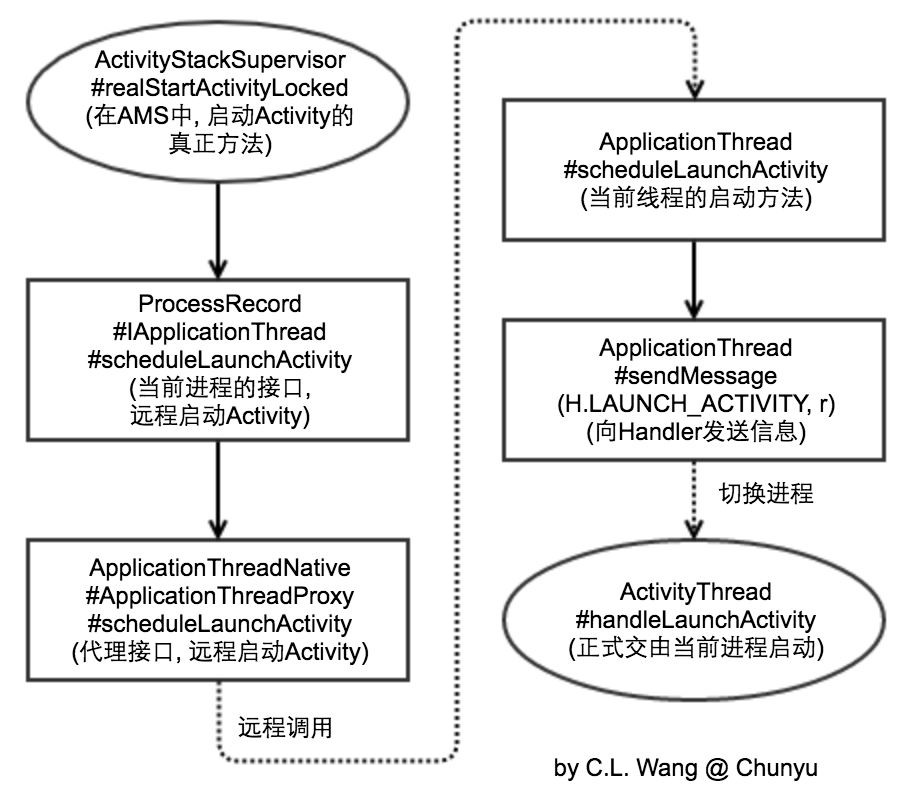 ActivityStackSupervisor
#realStartActivityLocked
(在AMS中, 启动Activity的
真正方法)
ProcessRecord
#IApplicationThread
#scheduleLaunchActivity
(当前进程的接口,
远程启动Activity)
ApplicationThreadNative
#ApplicationThreadProxy
#scheduleLaunchActivity
(代理接口, 远程启动Activity)
远程调用
ApplicationThread
#scheduleLaunchActivity
(当前线程的启动方法)
ApplicationThread
#sendMessage
(H.LAUNCH_ACTIVITY, r)
(向Handler发送信息)
切换进程
ActivityThread
#handleLaunchActivity
(正式交由当前进程启动)
by C.L. Wang @ Chunyu